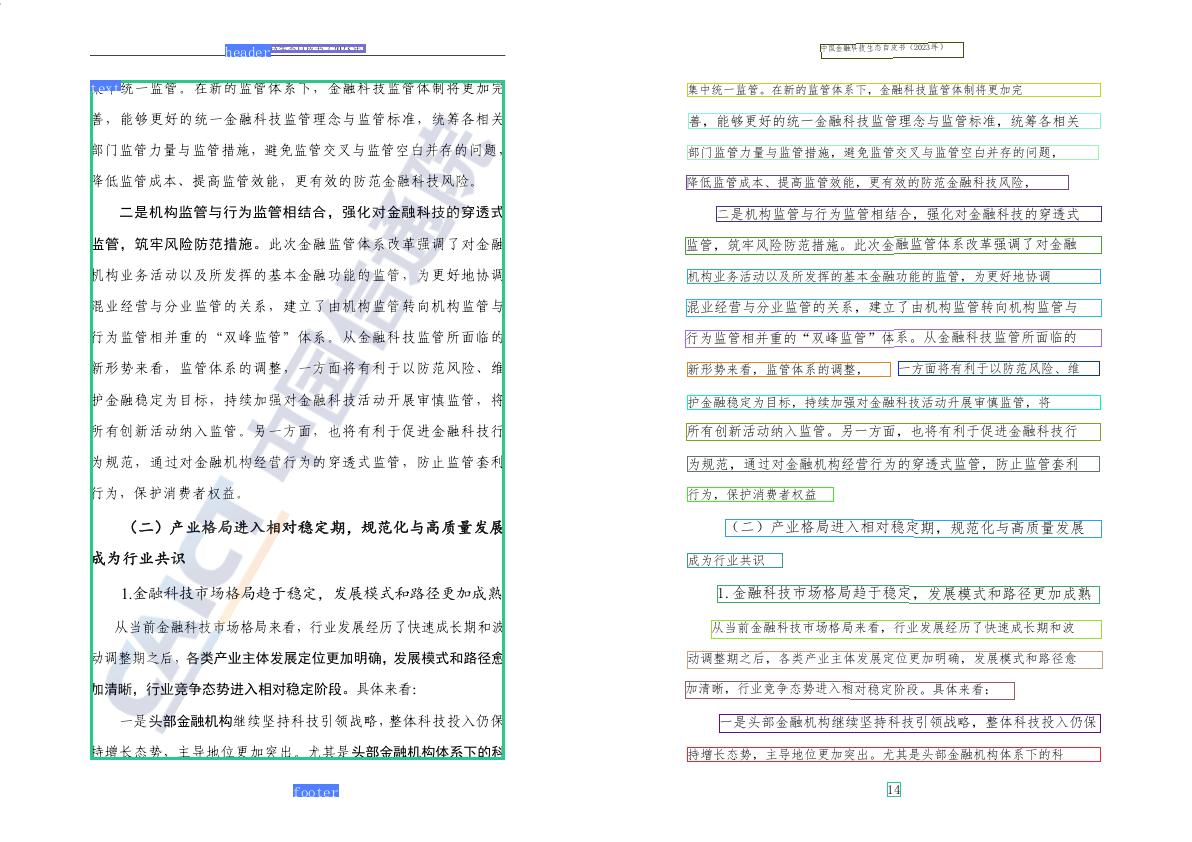 header
text
集中统一监管。在新的监管体系下，金融科技监管体制将更加完
善，能够更好的统一金融科技监管理念与监管标准，统筹各相关
部门监管力量与监管措施，避免监管交叉与监管空白并存的问题，
降低监管成本、提高监管效能，更有效的防范金融科技风险。
二是机构监管与行为监管相结合，强化对金融科技的穿透式
监管，筑牢风险防范措施。此次金融监管体系改革强调了对金融
机构业务活动以及所发挥的基本金融功能的监管，为更好地协调
混业经营与分业监管的关系，建立了由机构监管转向机构监管与
行为监管相并重的“双峰监管”体系。从金融科技监管所面临的
新形势来看，监管体系的调整，一方面将有利于以防范风险、维
护金融稳定为目标，持续加强对金融科技活动开展审慎监管，将
所有创新活动纳入监管。另一方面，也将有利于促进金融科技行
为规范，通过对金融机构经营行为的穿透式监管，防止监管套利
行为，保护消费者权益。
（二）产业格局进入相对稳定期，规范化与高质量发展
成为行业共识
1.金融科技市场格局趋于稳定，发展模式和路径更加成熟
从当前金融科技市场格局来看，行业发展经历了快速成长期和波
动调整期之后，各类产业主体发展定位更加明确，发展模式和路径愈
加清晰，行业竞争态势进入相对稳定阶段。具体来看：
一是头部金融机构继续坚持科技引领战略，整体科技投入仍保
持增长态势，主导地位更加突出。尤其是头部金融机构体系下的科
CAICT 中国信通院
footer
中国金融科技生态白皮书（2023年）
集中统一监管。在新的监管体系下，金融科技监管体制将更加完
善，能够更好的统一金融科技监管理念与监管标准，统筹各相关
部门监管力量与监管措施，避免监管交叉与监管空白并存的问题，
降低监管成本、提高监管效能，更有效的防范金融科技风险，
二是机构监管与行为监管相结合，强化对金融科技的穿透式
监管，筑牢风险防范措施。此次金融监管体系改革强调了对金融
机构业务活动以及所发挥的基本金融功能的监管，为更好地协调
混业经营与分业监管的关系，建立了由机构监管转向机构监管与
行为监管相并重的“双峰监管”体系。从金融科技监管所面临的
新形势来看，监管体系的调整， 一方面将有利于以防范风险、维
护金融稳定为目标，持续加强对金融科技活动升展审慎监管，将
所有创新活动纳入监管。另一方面，也将有利于促进金融科技行
为规范，通过对金融机构经营行为的穿透式监管，防止监管套利
行为，保护消费者权益
（二）产业格局进入相对稳定期，规范化与高质量发展
成为行业共识
1.金融科技市场格局趋于稳定，发展模式和路径更加成熟
从当前金融科技市场格局来看，行业发展经历了快速成长期和波
动调整期之后，各类产业主体发展定位更加明确，发展模式和路径愈
加清晰，行业竞争态势进入相对稳定阶段。具体来看：
一是头部金融机构继续坚持科技引领战略，整体科技投入仍保
持增长态势，主导地位更加突出。尤其是头部金融机构体系下的科
14